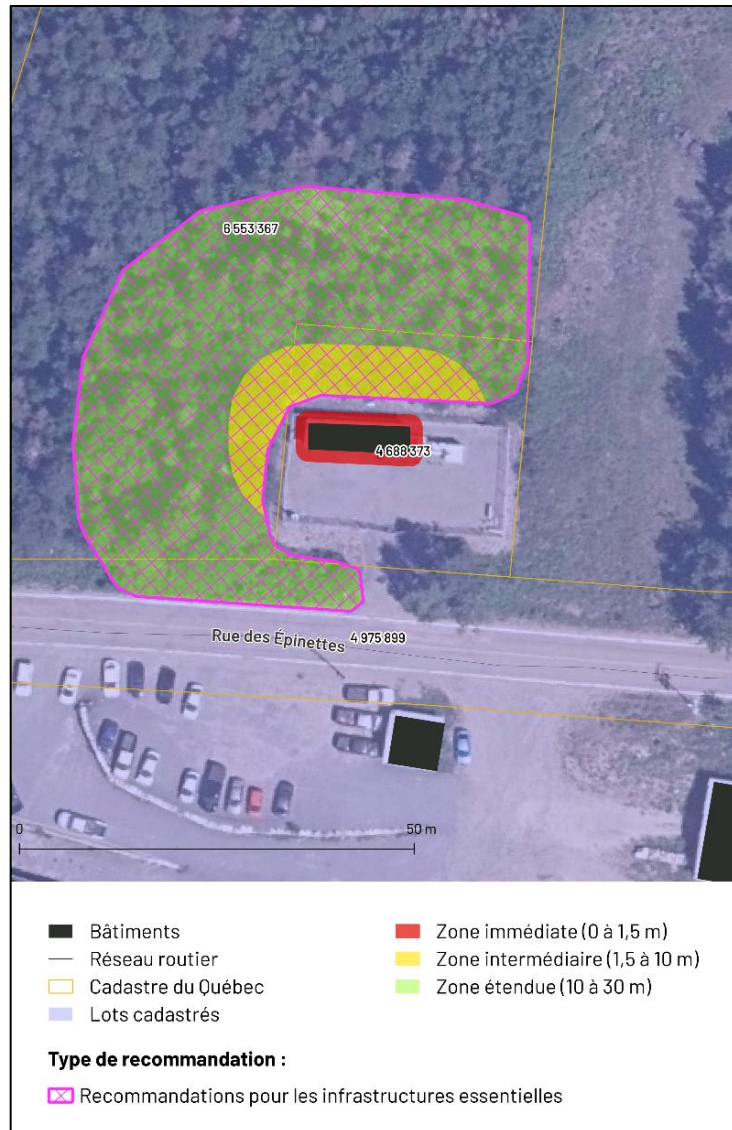 6 553 367
4 688 373
Rue des Épinettes
4 975 899
0
50 m
Bâtiments
Réseau routier
Cadastre du Québec
Lots cadastrés
Zone immédiate (0 à 1,5 m)
Zone intermédiaire (1,5 à 10 m)
Zone étendue (10 à 30 m)
Type de recommandation :
Recommandations pour les infrastructures essentielles